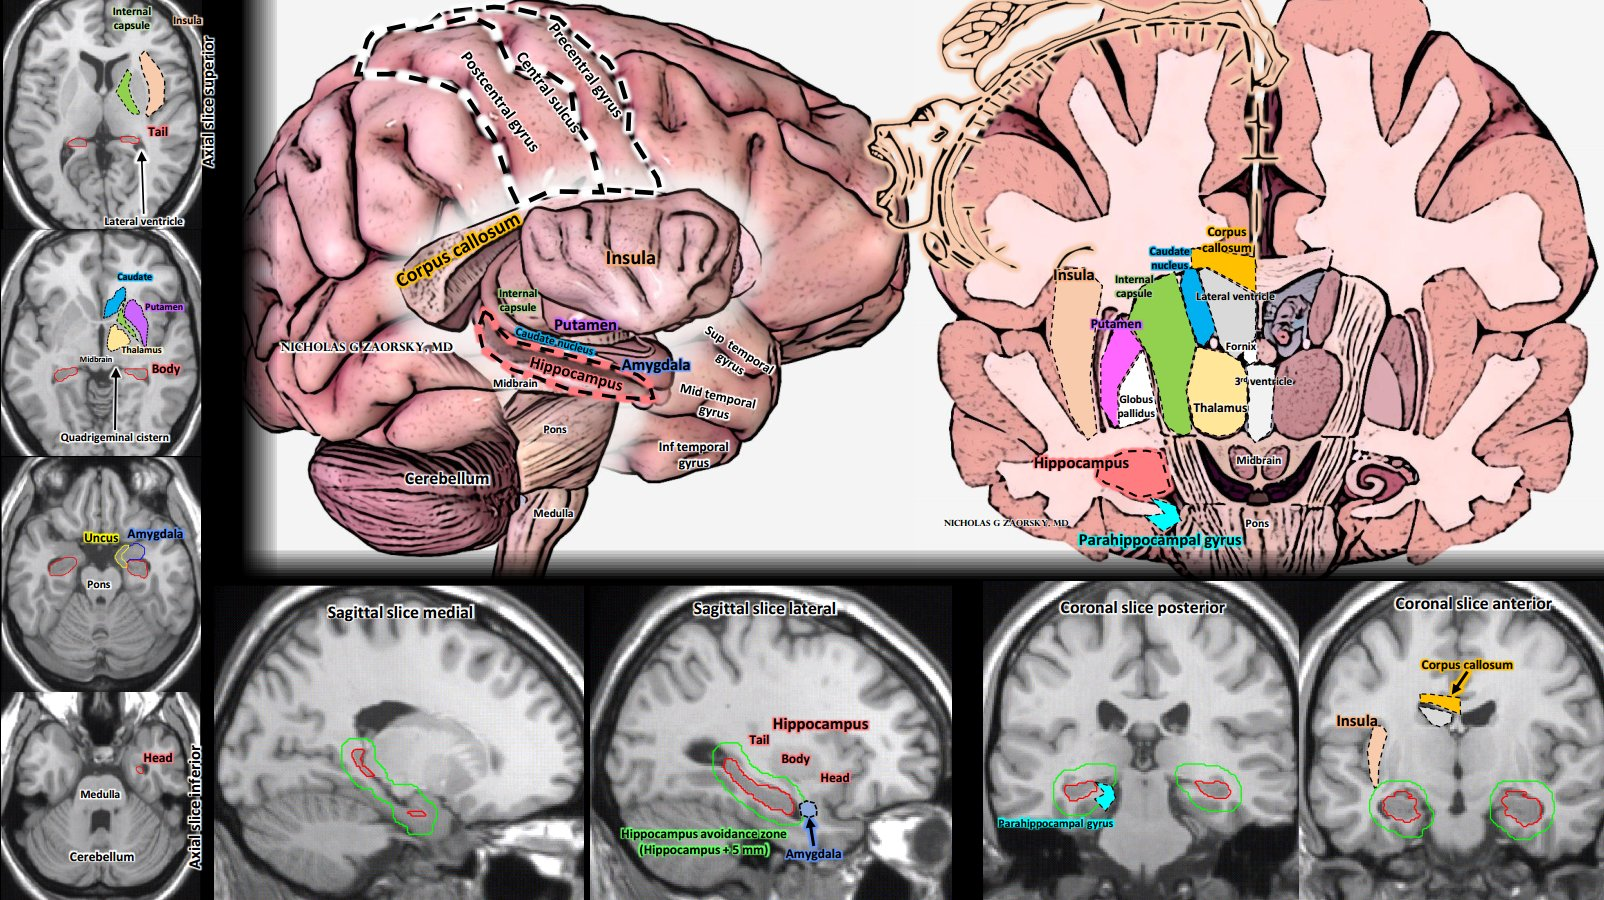 Internal
capsule
Insula
Axial slice superior
Tail
Lateral ventricle
Caudate
Putamen
Thalamus
Midbrain
Body
Quadrigeminal cistern
Uncus
Amygdala
Pons
Head
Medulla
Cerebellum
Axial slice inferior
Postcentral gyrus
Central sulcus
Precentral gyrus
Corpus callosum
Insula
Internal
capsule
Putamen
Caudate nucleus
Hippocampus
Amygdala
NICHOLAS G ZAORSKY, MD
Midbrain
Pons
Cerebellum
Medulla
Sup temporal
gyrus
Mid temporal
gyrus
Inf temporal
gyrus
Corpus
callosum
Caudate
nucleus
Insula
Internal
capsule
Lateral ventricle
Putamen
Fornix
3rd ventricle
Globus
pallidus
Thalamus
Hippocampus
Midbrain
NICHOLAS G ZAORSKY, MD
Pons
Parahippocampal gyrus
Sagittal slice medial
Sagittal slice lateral
Hippocampus
Tail
Body
Head
Hippocampus avoidance zone
(Hippocampus + 5 mm)
Amygdala
Coronal slice posterior
Parahippocampal gyrus
Coronal slice anterior
Corpus callosum
Insula